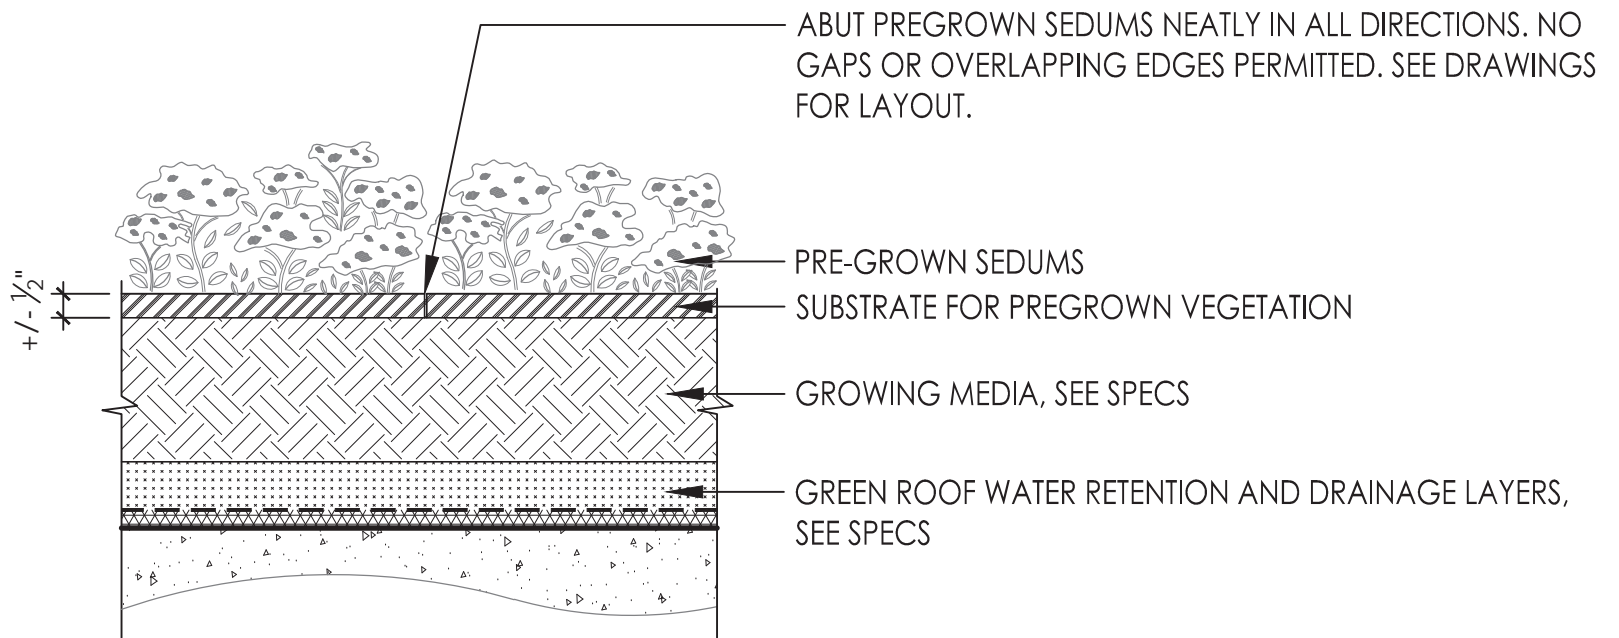 ABUT PREGROWN SEDUMS NEATLY IN ALL DIRECTIONS. NO
GAPS OR OVERLAPPING EDGES PERMITTED. SEE DRAWINGS
FOR LAYOUT.
PRE-GROWN SEDUMS
+/- ½"
SUBSTRATE FOR PREGROWN VEGETATION
GROWING MEDIA, SEE SPECS
GREEN ROOF WATER RETENTION AND DRAINAGE LAYERS,
SEE SPECS